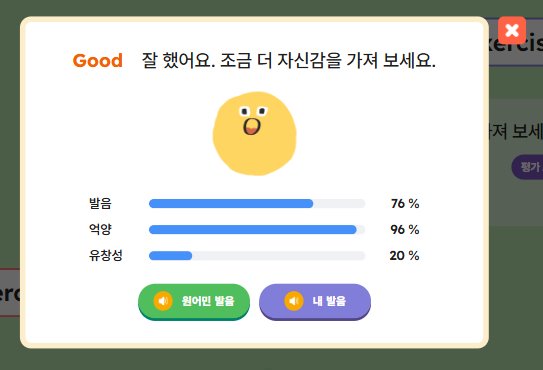 Good 잘 했어요. 조금 더 자신감을 가져 보세요.
발음 76 %
억양 96 %
유창성 20 %
원어민 발음 내 발음
xercis
가져 보세
평가
erc